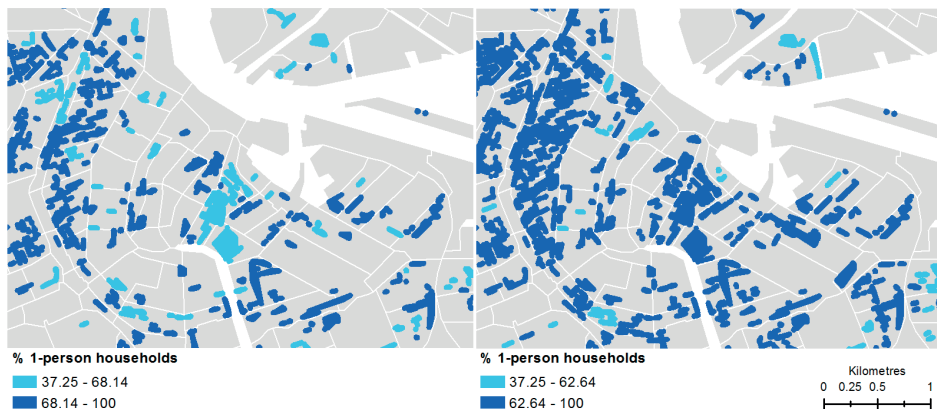 % 1-person households
37.25 - 68.14
68.14 - 100
% 1-person households
37.25 - 62.64
62.64 - 100
Kilometres
0 0.25 0.5 1